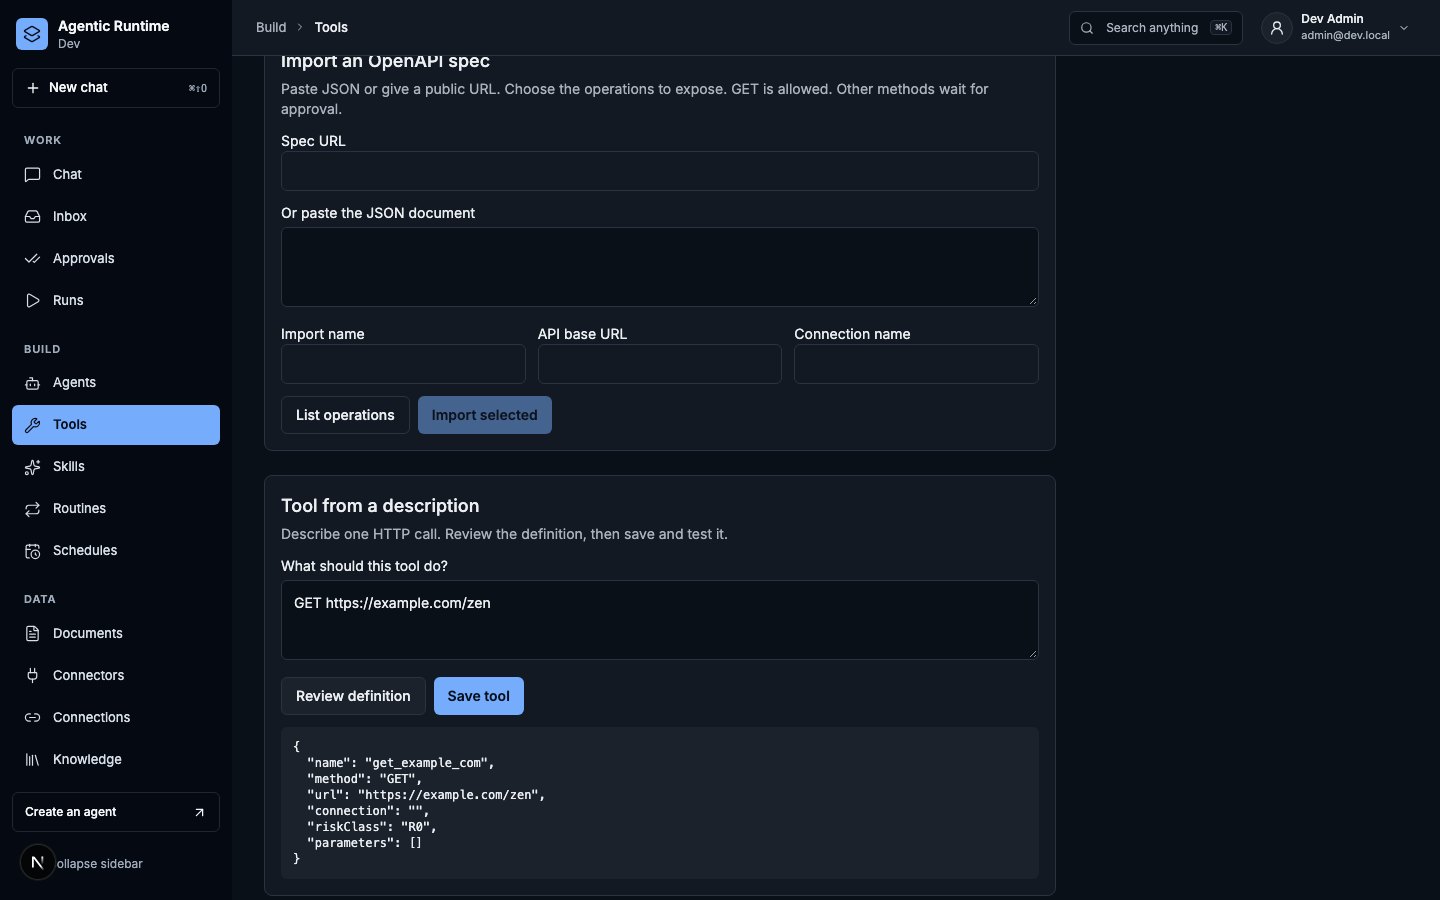 Agentic Runtime
Dev
New chat ⌘⇧O
WORK
Chat
Inbox
Approvals
Runs
BUILD
Agents
Tools
Skills
Routines
Schedules
DATA
Documents
Connectors
Connections
Knowledge
Create an agent
N
ollapse sidebar
Build > Tools
Search anything ⌘K
Dev Admin
admin@dev.local
Import an OpenAPI spec
Paste JSON or give a public URL. Choose the operations to expose. GET is allowed. Other methods wait for
approval.
Spec URL
Or paste the JSON document
Import name API base URL Connection name
List operations Import selected
Tool from a description
Describe one HTTP call. Review the definition, then save and test it.
What should this tool do?
GET https://example.com/zen
Review definition Save tool
{
  "name": "get_example_com",
  "method": "GET",
  "url": "https://example.com/zen",
  "connection": "",
  "riskClass": "R0",
  "parameters": []
}